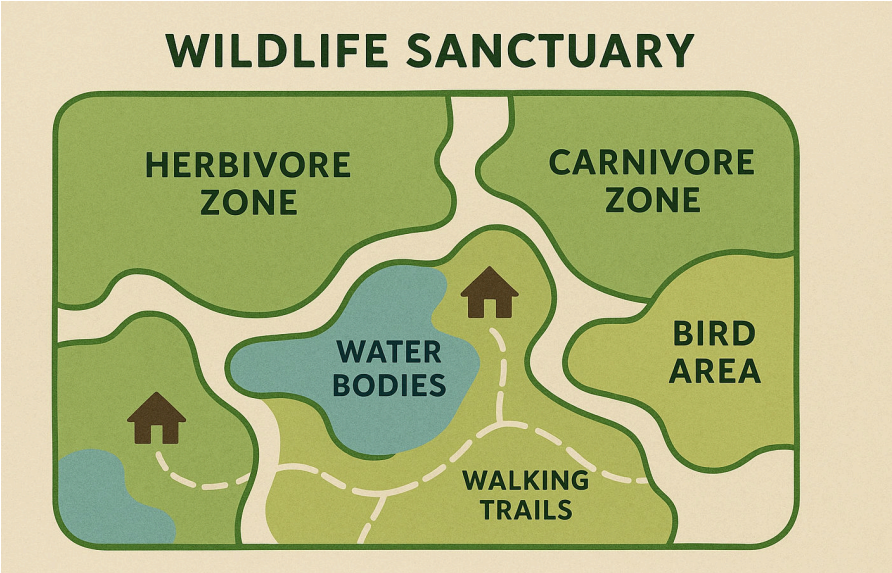 WILDLIFE SANCTUARY
HERBIVORE
ZONE
CARNIVORE
ZONE
WATER
BODIES
BIRD
AREA
WALKING
TRAILS